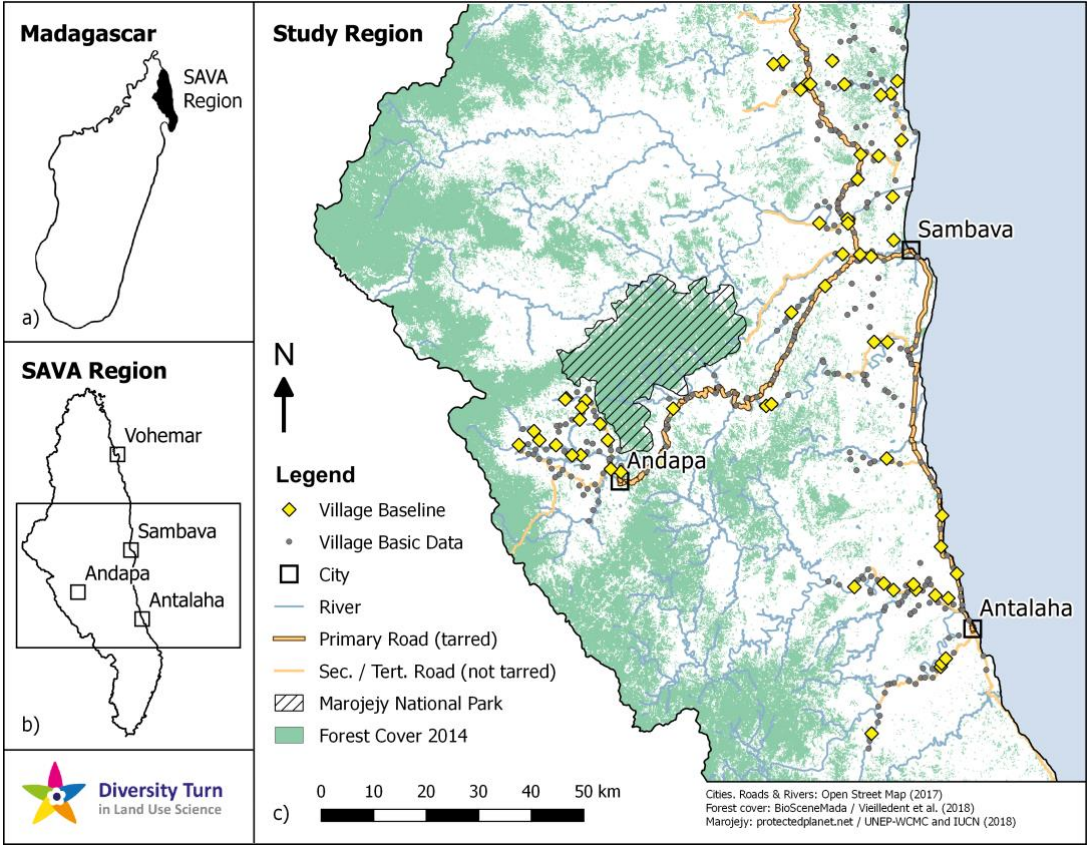 Madagascar
SAVA
Region
a)
SAVA Region
Vohemar
Sambava
Andapa
Antalaha
b)
Diversity Turn
in Land Use Science
Study Region
Sambava
Andapa
Antalaha
N
Legend
Village Baseline
Village Basic Data
City
River
Primary Road (tarred)
Sec. / Tert. Road (not tarred)
Marojejy National Park
Forest Cover 2014
c)
0 10 20 30 40 50 km
Cities. Roads & Rivers: Open Street Map (2017)
Forest cover: BioSceneMada / Vieilledent et al. (2018)
Marojejy: protectedplanet.net / UNEP-WCMC and IUCN (2018)